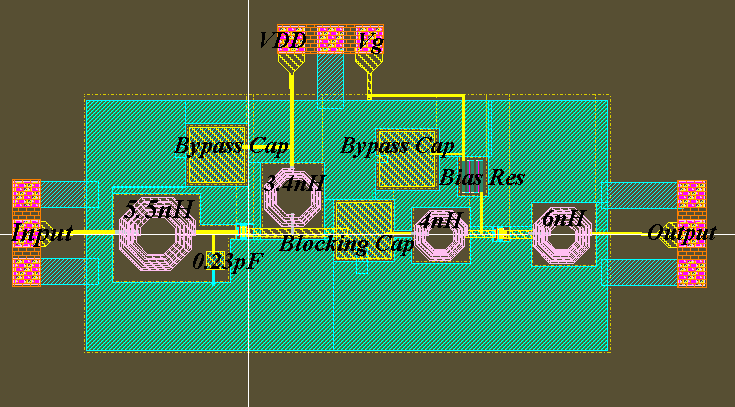 VDD Vg
Bypass Cap Bypass Cap
3.4nH Bias Res
5.5nH 4nH 6nH
Input Blocking Cap Output
0.23pF